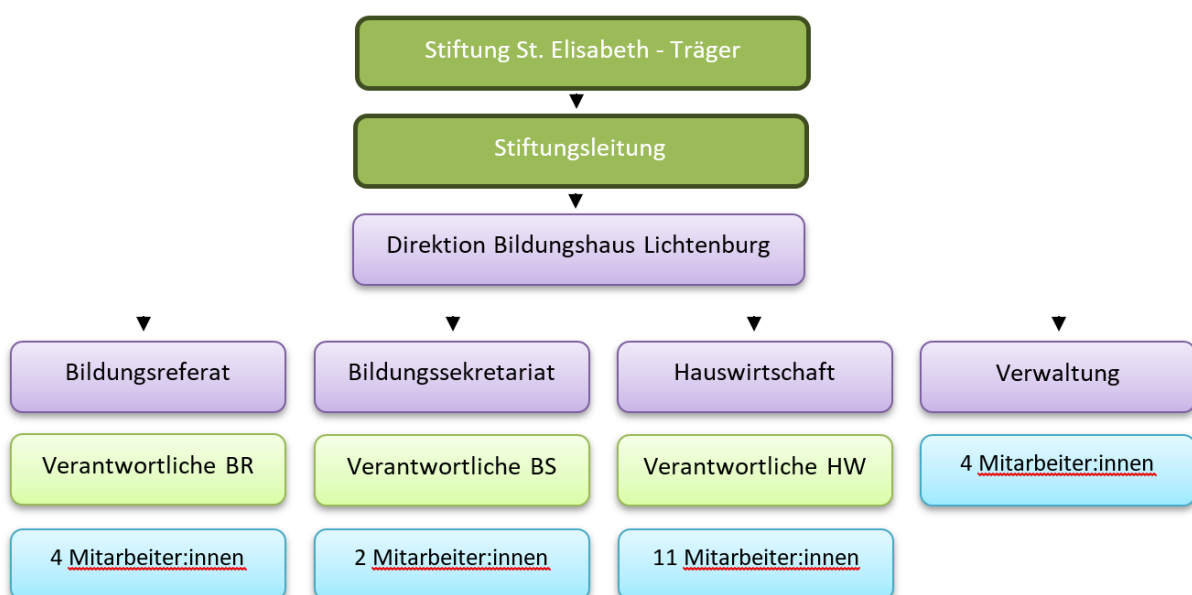 Stiftung St. Elisabeth - Träger
Stiftungsleitung
Direktion Bildungshaus Lichtenburg
Bildungsreferat
Bildungssekretariat
Hauswirtschaft
Verwaltung
Verantwortliche BR
Verantwortliche BS
Verantwortliche HW
4 Mitarbeiter:innen
4 Mitarbeiter:innen
2 Mitarbeiter:innen
11 Mitarbeiter:innen